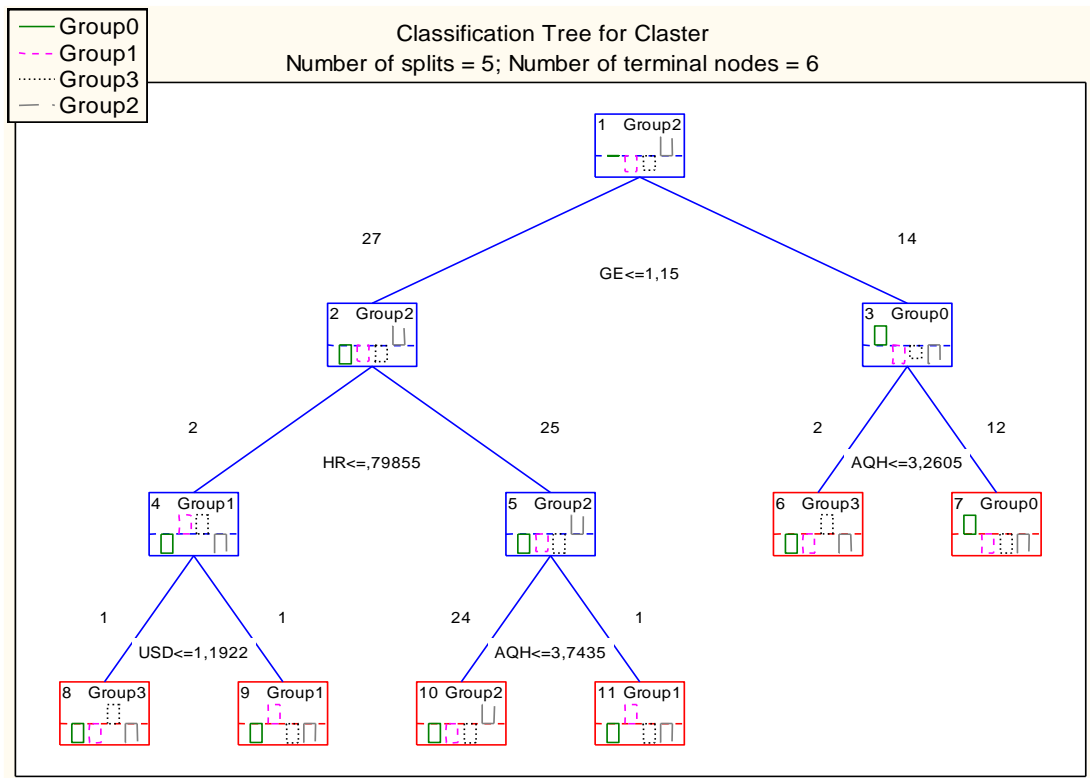 Group0
Group1
Group3
Group2
Classification Tree for Claster
Number of splits = 5; Number of terminal nodes = 6
1 Group2
27 14
GE<=1,15
2 Group2
3 Group0
2 25
2 12
HR<=,79855
AQH<=3,2605
4 Group1
5 Group2
6 Group3
7 Group0
1 1
24 1
USD<=1,1922
AQH<=3,7435
8 Group3
9 Group1
10 Group2
11 Group1